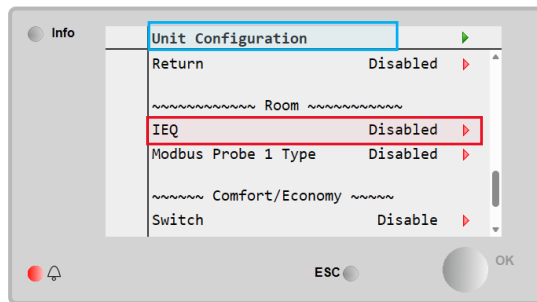 Info
Unit Configuration
Return Disabled
~~~~~~~~~~~~ Room ~~~~~~~~~~~
IEQ Disabled
Modbus Probe 1 Type Disabled
~~~~~~ Comfort/Economy ~~~~~
Switch Disable
ESC
OK